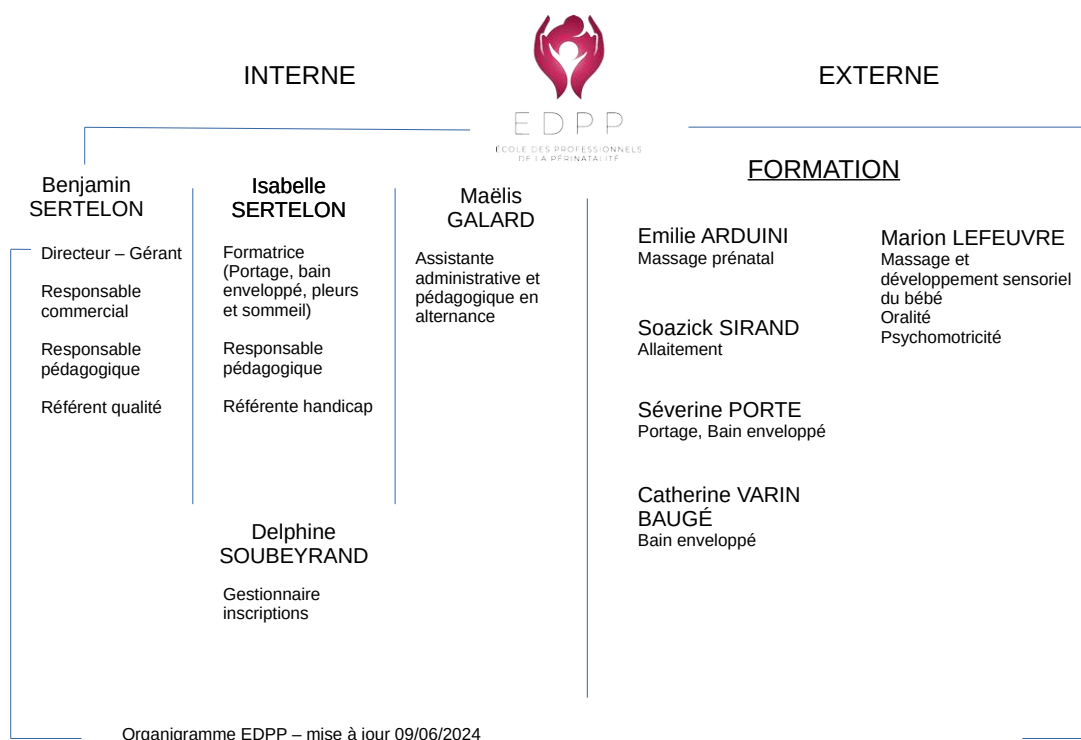 INTERNE
EXTERNE
EDPP
ÉCOLE DES PROFESSIONNELS
DE LA PÉRINATALITÉ
Benjamin
SERTELON
Directeur – Gérant
Responsable
commercial
Responsable
pédagogique
Référent qualité
Isabelle
SERTELON
Formatrice
(Portage, bain
enveloppé, pleurs
et sommeil)
Responsable
pédagogique
Référente handicap
Maëlis
GALARD
Assistante
administrative et
pédagogique en
alternance
Delphine
SOUBEYRAND
Gestionnaire
inscriptions
FORMATION
Emilie ARDUINI
Massage prénatal
Soazick SIRAND
Allaitement
Séverine PORTE
Portage, Bain enveloppé
Catherine VARIN
BAUGÉ
Bain enveloppé
Marion LEFEUVRE
Massage et
développement sensoriel
du bébé
Oralité
Psychomotricité
Organigramme EDPP – mise à jour 09/06/2024